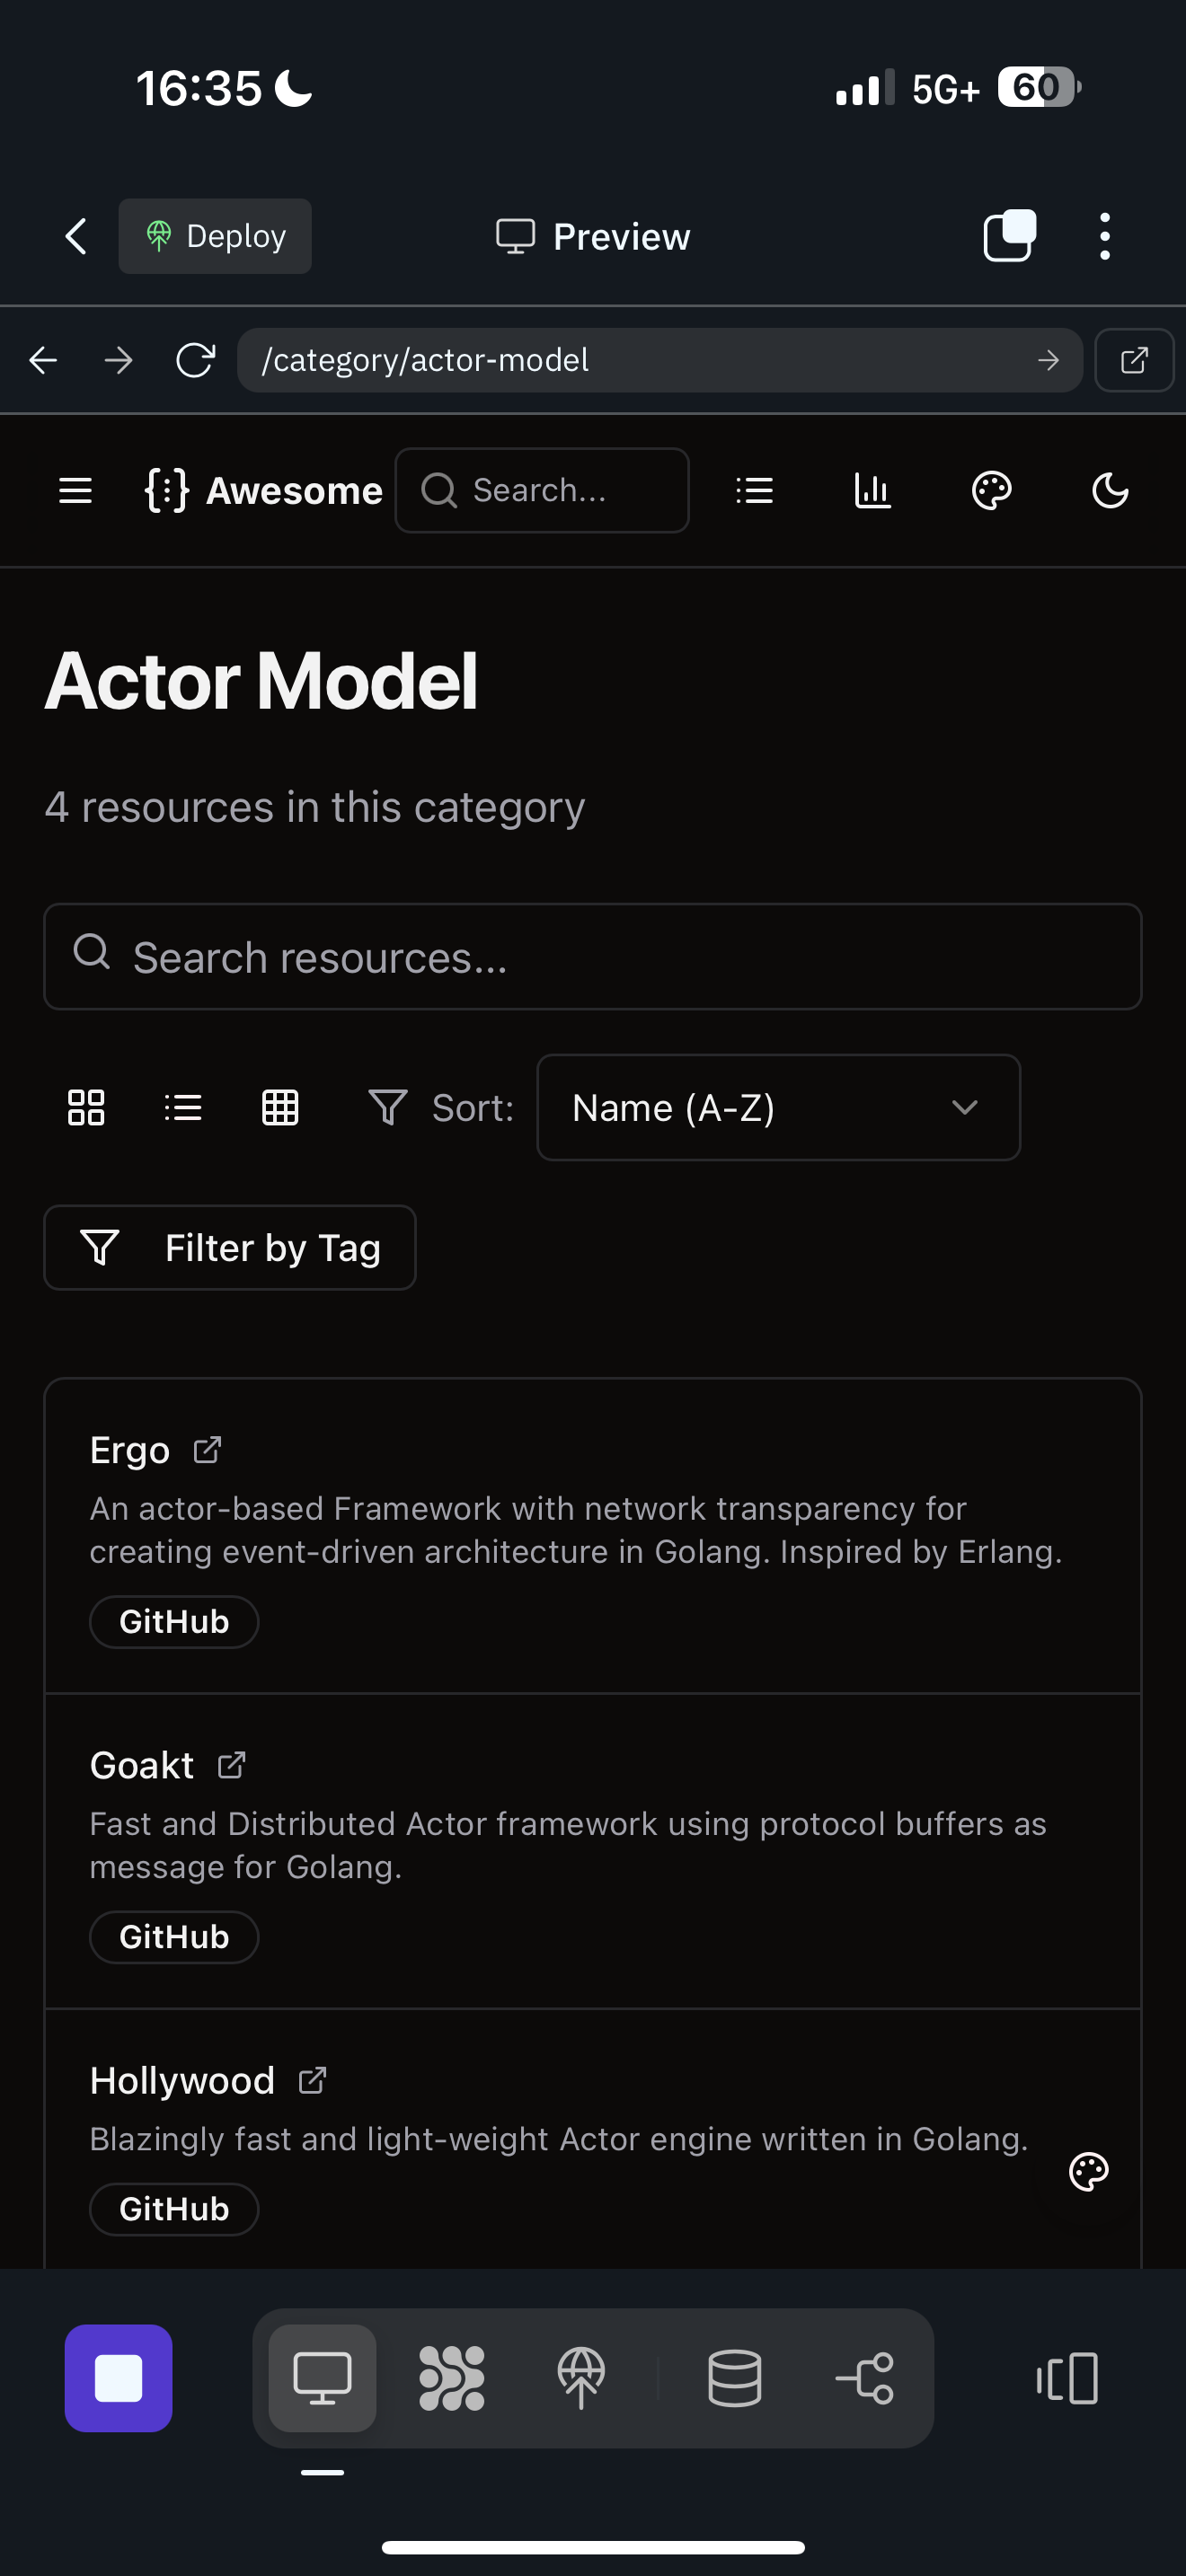 16:35
5G+
60
Deploy
Preview
/category/actor-model
Awesome
Search...
Actor Model
4 resources in this category
Search resources...
Sort:
Name (A-Z)
Filter by Tag
Ergo
An actor-based Framework with network transparency for
creating event-driven architecture in Golang. Inspired by Erlang.
GitHub
Goakt
Fast and Distributed Actor framework using protocol buffers as
message for Golang.
GitHub
Hollywood
Blazingly fast and light-weight Actor engine written in Golang.
GitHub